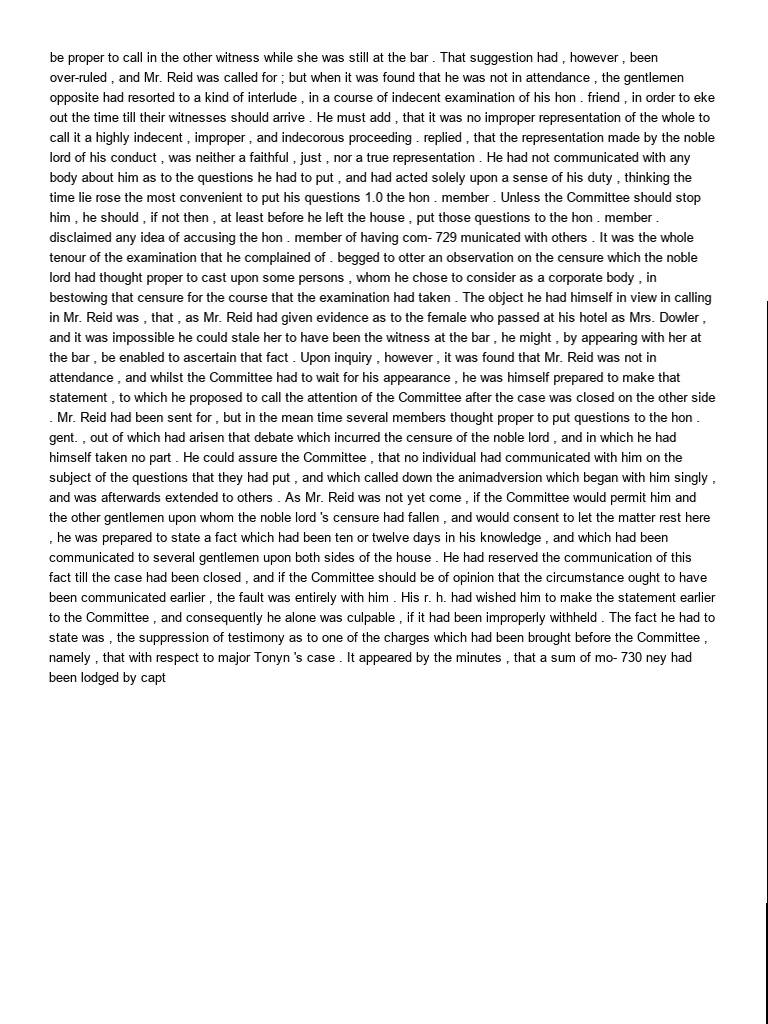 be proper to call in the other witness while she was still at the bar . That suggestion had , however , been
over-ruled , and Mr. Reid was called for ; but when it was found that he was not in attendance , the gentlemen
opposite had resorted to a kind of interlude , in a course of indecent examination of his hon . friend , in order to eke
out the time till their witnesses should arrive . He must add , that it was no improper representation of the whole to
call it a highly indecent , improper , and indecorous proceeding . replied , that the representation made by the noble
lord of his conduct , was neither a faithful , just , nor a true representation . He had not communicated with any
body about him as to the questions he had to put , and had acted solely upon a sense of his duty , thinking the
time lie rose the most convenient to put his questions 1.0 the hon . member . Unless the Committee should stop
him , he should , if not then , at least before he left the house , put those questions to the hon . member .
disclaimed any idea of accusing the hon . member of having com- 729 municated with others . It was the whole
tenour of the examination that he complained of . begged to otter an observation on the censure which the noble
lord had thought proper to cast upon some persons , whom he chose to consider as a corporate body , in
bestowing that censure for the course that the examination had taken . The object he had himself in view in calling
in Mr. Reid was , that , as Mr. Reid had given evidence as to the female who passed at his hotel as Mrs. Dowler ,
and it was impossible he could stale her to have been the witness at the bar , he might , by appearing with her at
the bar , be enabled to ascertain that fact . Upon inquiry , however , it was found that Mr. Reid was not in
attendance , and whilst the Committee had to wait for his appearance , he was himself prepared to make that
statement , to which he proposed to call the attention of the Committee after the case was closed on the other side
. Mr. Reid had been sent for , but in the mean time several members thought proper to put questions to the hon .
gent. , out of which had arisen that debate which incurred the censure of the noble lord , and in which he had
himself taken no part . He could assure the Committee , that no individual had communicated with him on the
subject of the questions that they had put , and which called down the animadversion which began with him singly ,
and was afterwards extended to others . As Mr. Reid was not yet come , if the Committee would permit him and
the other gentlemen upon whom the noble lord 's censure had fallen , and would consent to let the matter rest here
, he was prepared to state a fact which had been ten or twelve days in his knowledge , and which had been
communicated to several gentlemen upon both sides of the house . He had reserved the communication of this
fact till the case had been closed , and if the Committee should be of opinion that the circumstance ought to have
been communicated earlier , the fault was entirely with him . His r. h. had wished him to make the statement earlier
to the Committee , and consequently he alone was culpable , if it had been improperly withheld . The fact he had to
state was , the suppression of testimony as to one of the charges which had been brought before the Committee ,
namely , that with respect to major Tonyn 's case . It appeared by the minutes , that a sum of mo- 730 ney had
been lodged by capt